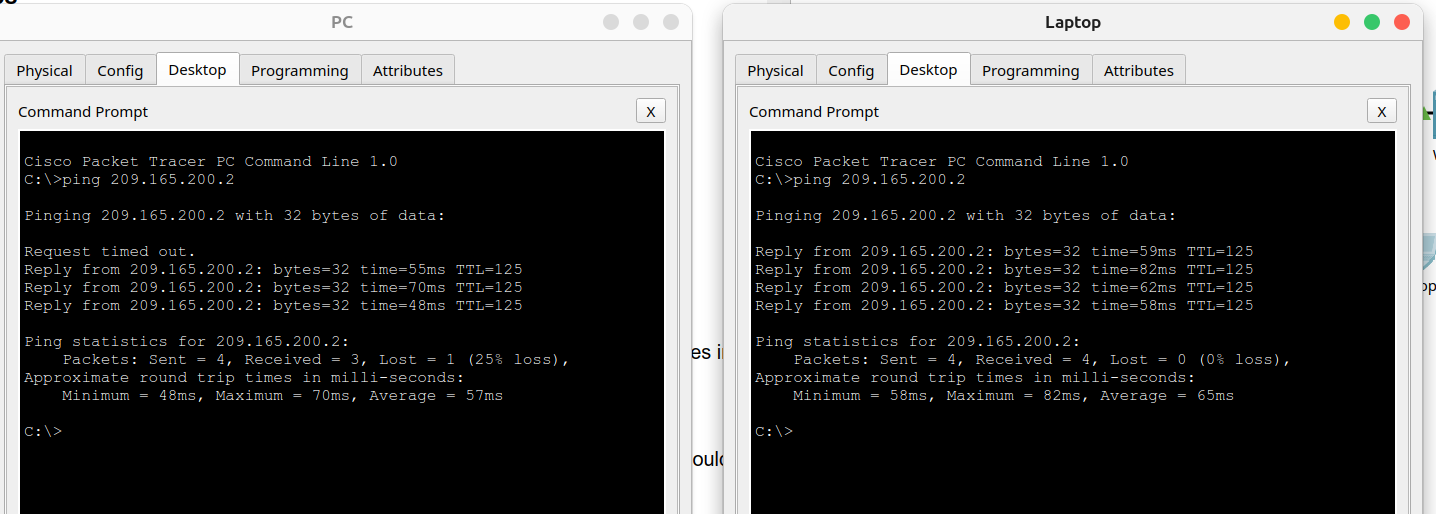 PC
Physical Config Desktop Programming Attributes
Command Prompt X
Cisco Packet Tracer PC Command Line 1.0
C:\>ping 209.165.200.2
Pinging 209.165.200.2 with 32 bytes of data:
Request timed out.
Reply from 209.165.200.2: bytes=32 time=55ms TTL=125
Reply from 209.165.200.2: bytes=32 time=70ms TTL=125
Reply from 209.165.200.2: bytes=32 time=48ms TTL=125
Ping statistics for 209.165.200.2:
Packets: Sent = 4, Received = 3, Lost = 1 (25% loss),
Approximate round trip times in milli-seconds:
Minimum = 48ms, Maximum = 70ms, Average = 57ms
C:\>
Laptop
Physical Config Desktop Programming Attributes
Command Prompt X
Cisco Packet Tracer PC Command Line 1.0
C:\>ping 209.165.200.2
Pinging 209.165.200.2 with 32 bytes of data:
Reply from 209.165.200.2: bytes=32 time=59ms TTL=125
Reply from 209.165.200.2: bytes=32 time=82ms TTL=125
Reply from 209.165.200.2: bytes=32 time=62ms TTL=125
Reply from 209.165.200.2: bytes=32 time=58ms TTL=125
Ping statistics for 209.165.200.2:
Packets: Sent = 4, Received = 4, Lost = 0 (0% loss),
Approximate round trip times in milli-seconds:
Minimum = 58ms, Maximum = 82ms, Average = 65ms
C:\>